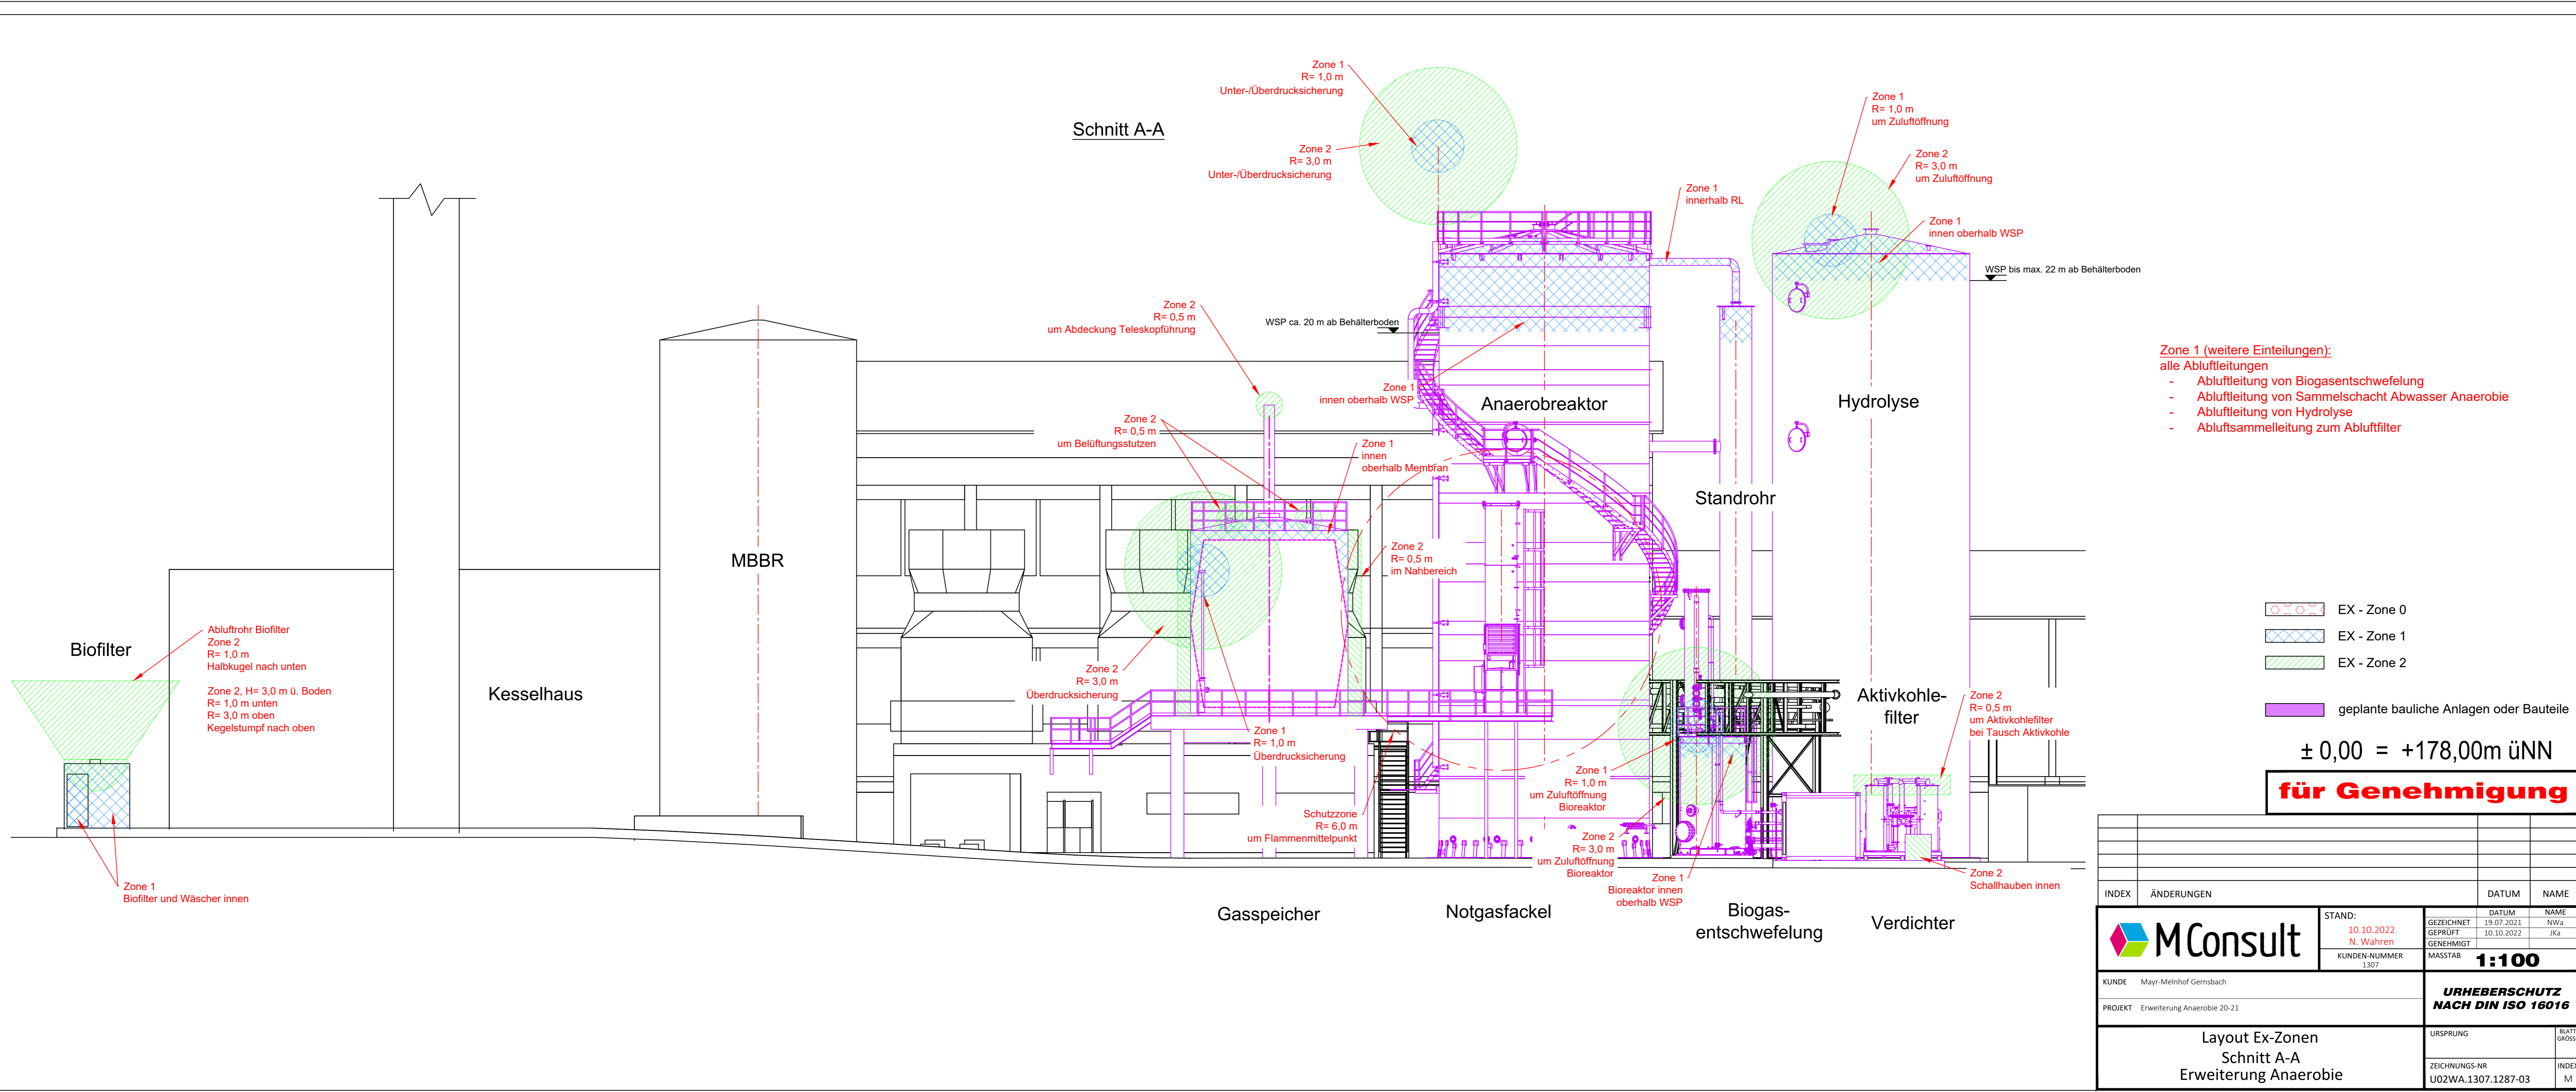 Schnitt A-A
Zone 1
R= 1,0 m
Unter-/Überdrucksicherung
Zone 2
R= 3,0 m
Unter-/Überdrucksicherung
Zone 1
R= 1,0 m
um Zuluftöffnung
Zone 2
R= 3,0 m
um Zuluftöffnung
Zone 1
innerhalb RL
Zone 1
innen oberhalb WSP
WSP bis max. 22 m ab Behälterboden
Zone 2
R= 0,5 m
um Abdeckung Teleskopführung
WSP ca. 20 m ab Behälterboden
Zone 1
innen oberhalb WSP
Anaerobreaktor
Hydrolyse
Zone 1 (weitere Einteilungen):
alle Abluftleitungen
- Abluftleitung von Biogasentschwefelung
- Abluftleitung von Sammelschacht Abwasser Anaerobie
- Abluftleitung von Hydrolyse
- Abluftsammelleitung zum Abluftfilter
Zone 2
R= 0,5 m
um Belüftungsstutzen
Zone 1
innen
oberhalb Membran
Standrohr
Zone 2
R= 0,5 m
im Nahbereich
MBBR
Biofilter
Abluftrohr Biofilter
Zone 2
R= 1,0 m
Halbkugel nach unten
Zone 2, H= 3,0 m ü. Boden
R= 1,0 m unten
R= 3,0 m oben
Kegelstumpf nach oben
Kesselhaus
Zone 2
R= 3,0 m
Überdrucksicherung
Zone 1
R= 1,0 m
Überdrucksicherung
Schutzzone
R= 6,0 m
um Flammenmittelpunkt
Zone 1
R= 1,0 m
um Zuluftöffnung
Bioreaktor
Zone 2
R= 3,0 m
um Zuluftöffnung
Bioreaktor
Zone 1
Bioreaktor innen
oberhalb WSP
Aktivkohle-
filter
Zone 2
R= 0,5 m
um Aktivkohlefilter
bei Tausch Aktivkohle
Zone 2
Schallhauben innen
Zone 1
Biofilter und Wäscher innen
Gasspeicher
Notgasfackel
Biogas-
entschwefelung
Verdichter
EX - Zone 0
EX - Zone 1
EX - Zone 2
geplante bauliche Anlagen oder Bauteile
± 0,00 = +178,00m üNN
für Genehmigung
INDEX ÄNDERUNGEN DATUM NAME
MConsult
STAND:
10.10.2022
N. Wahren
KUNDEN-NUMMER
1307
DATUM NAME
GEZEICHNET 19.07.2021 NWa
GEPRÜFT 10.10.2022 JKa
GENEHMIGT
MASSTAB 1:100
KUNDE Mayr-Melnhof Gernsbach
PROJEKT Erweiterung Anaerobie 20-21
URHEBERSCHUTZ
NACH DIN ISO 16016
Layout Ex-Zonen
Schnitt A-A
Erweiterung Anaerobie
URSPRUNG
BLATT
ZEICHNUNGS-NR
U02WA.1307.1287-03
INDEX
M